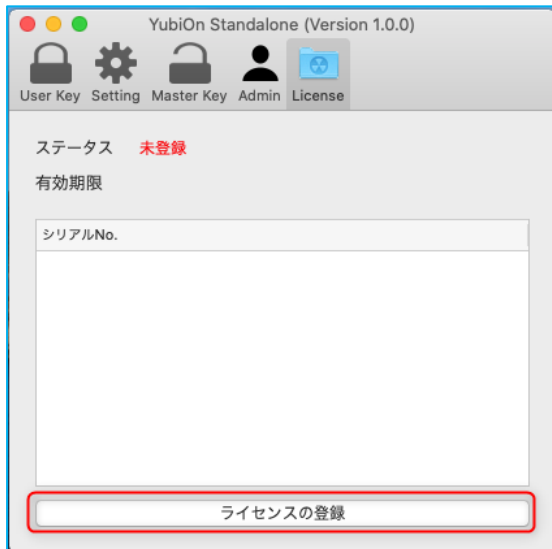 YubiOn Standalone (Version 1.0.0)
User Key Setting Master Key Admin License
ステータス 未登録
有効期限
シリアルNo.
ライセンスの登録